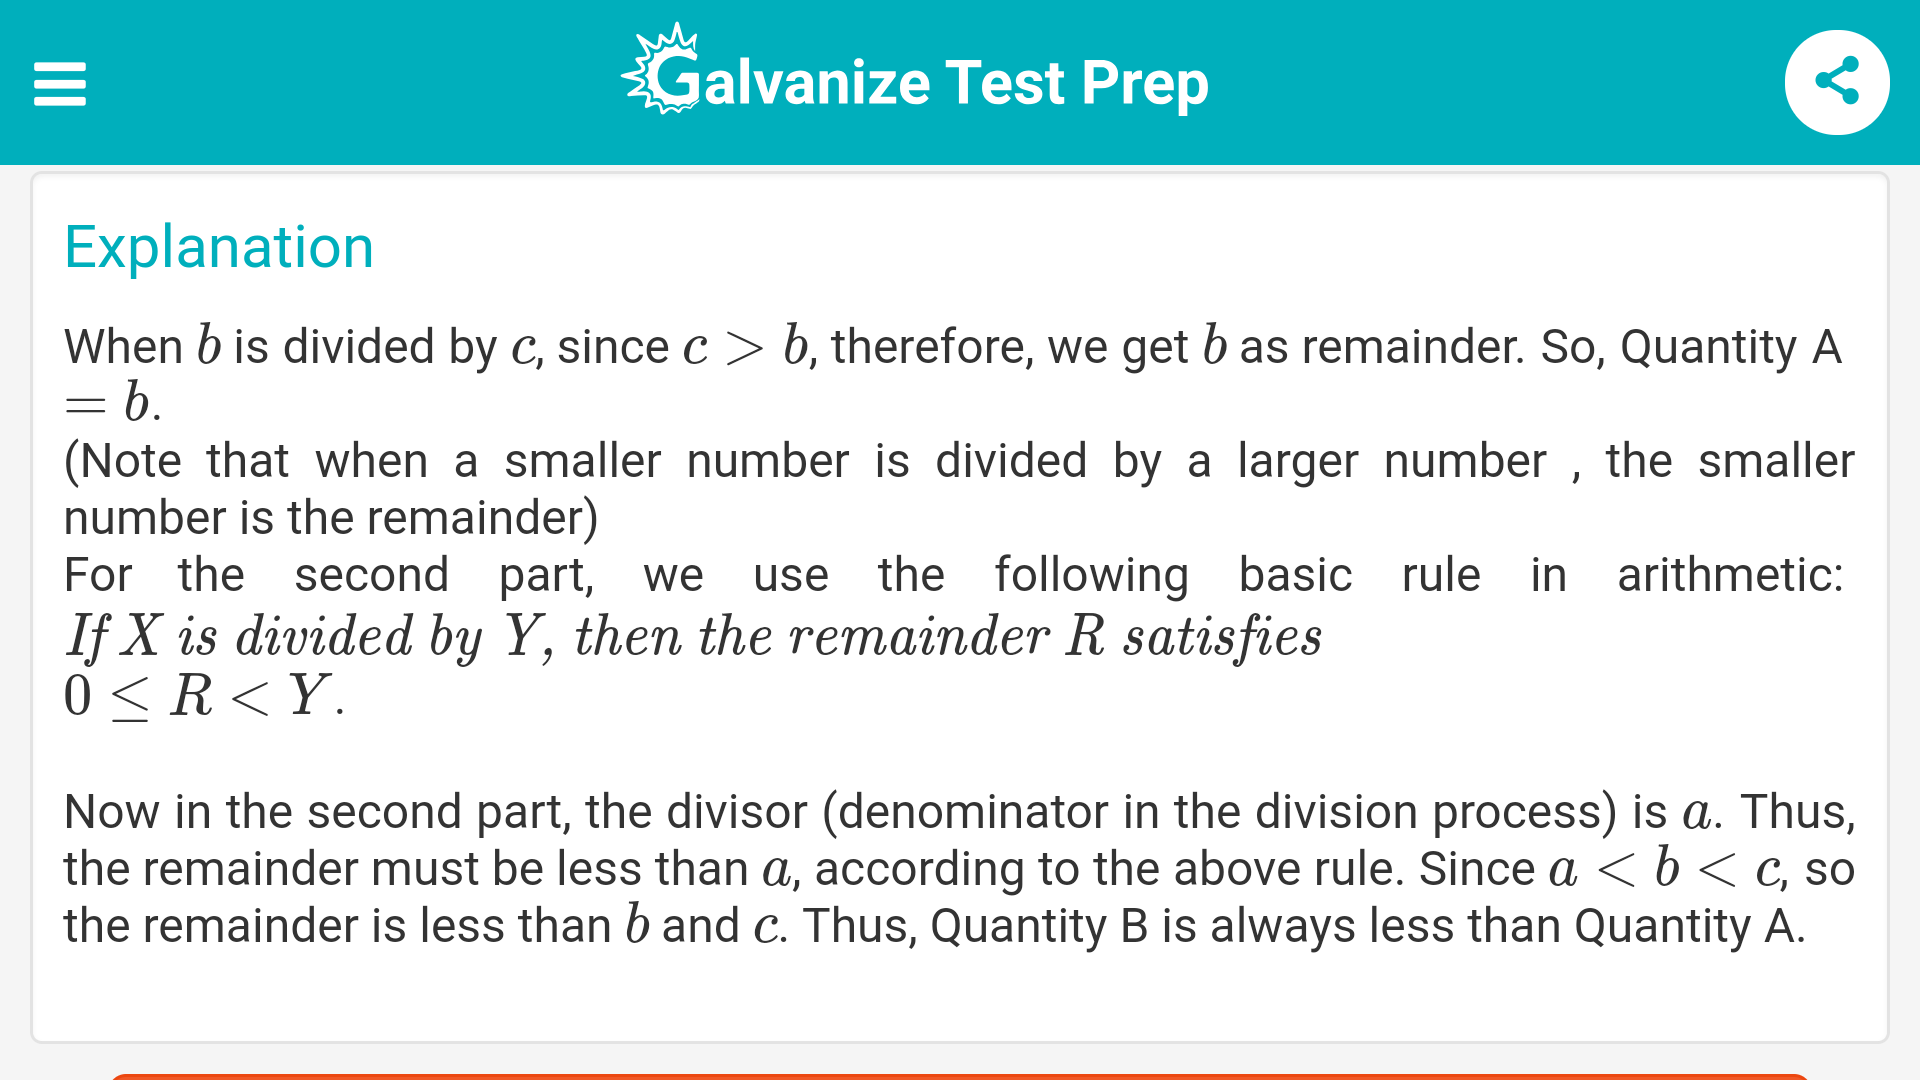 Galvanize Test Prep
Explanation
When b is divided by c, since c > b, therefore, we get b as remainder. So, Quantity A
= b.
(Note that when a smaller number is divided by a larger number , the smaller
number is the remainder)
For the second part, we use the following basic rule in arithmetic:
If X is divided by Y, then the remainder R satisfies
0 ≤ R < Y.
Now in the second part, the divisor (denominator in the division process) is a. Thus,
the remainder must be less than a, according to the above rule. Since a < b < c, so
the remainder is less than b and c. Thus, Quantity B is always less than Quantity A.